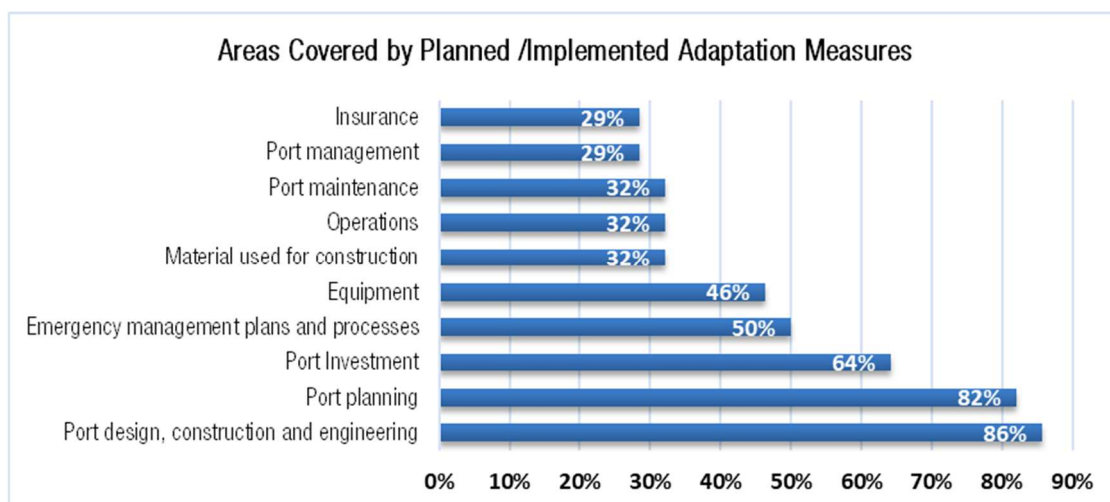 Areas Covered by Planned /Implemented Adaptation Measures
Insurance 29%
Port management 29%
Port maintenance 32%
Operations 32%
Material used for construction 32%
Equipment 46%
Emergency management plans and processes 50%
Port Investment 64%
Port planning 82%
Port design, construction and engineering 86%
0% 10% 20% 30% 40% 50% 60% 70% 80% 90%